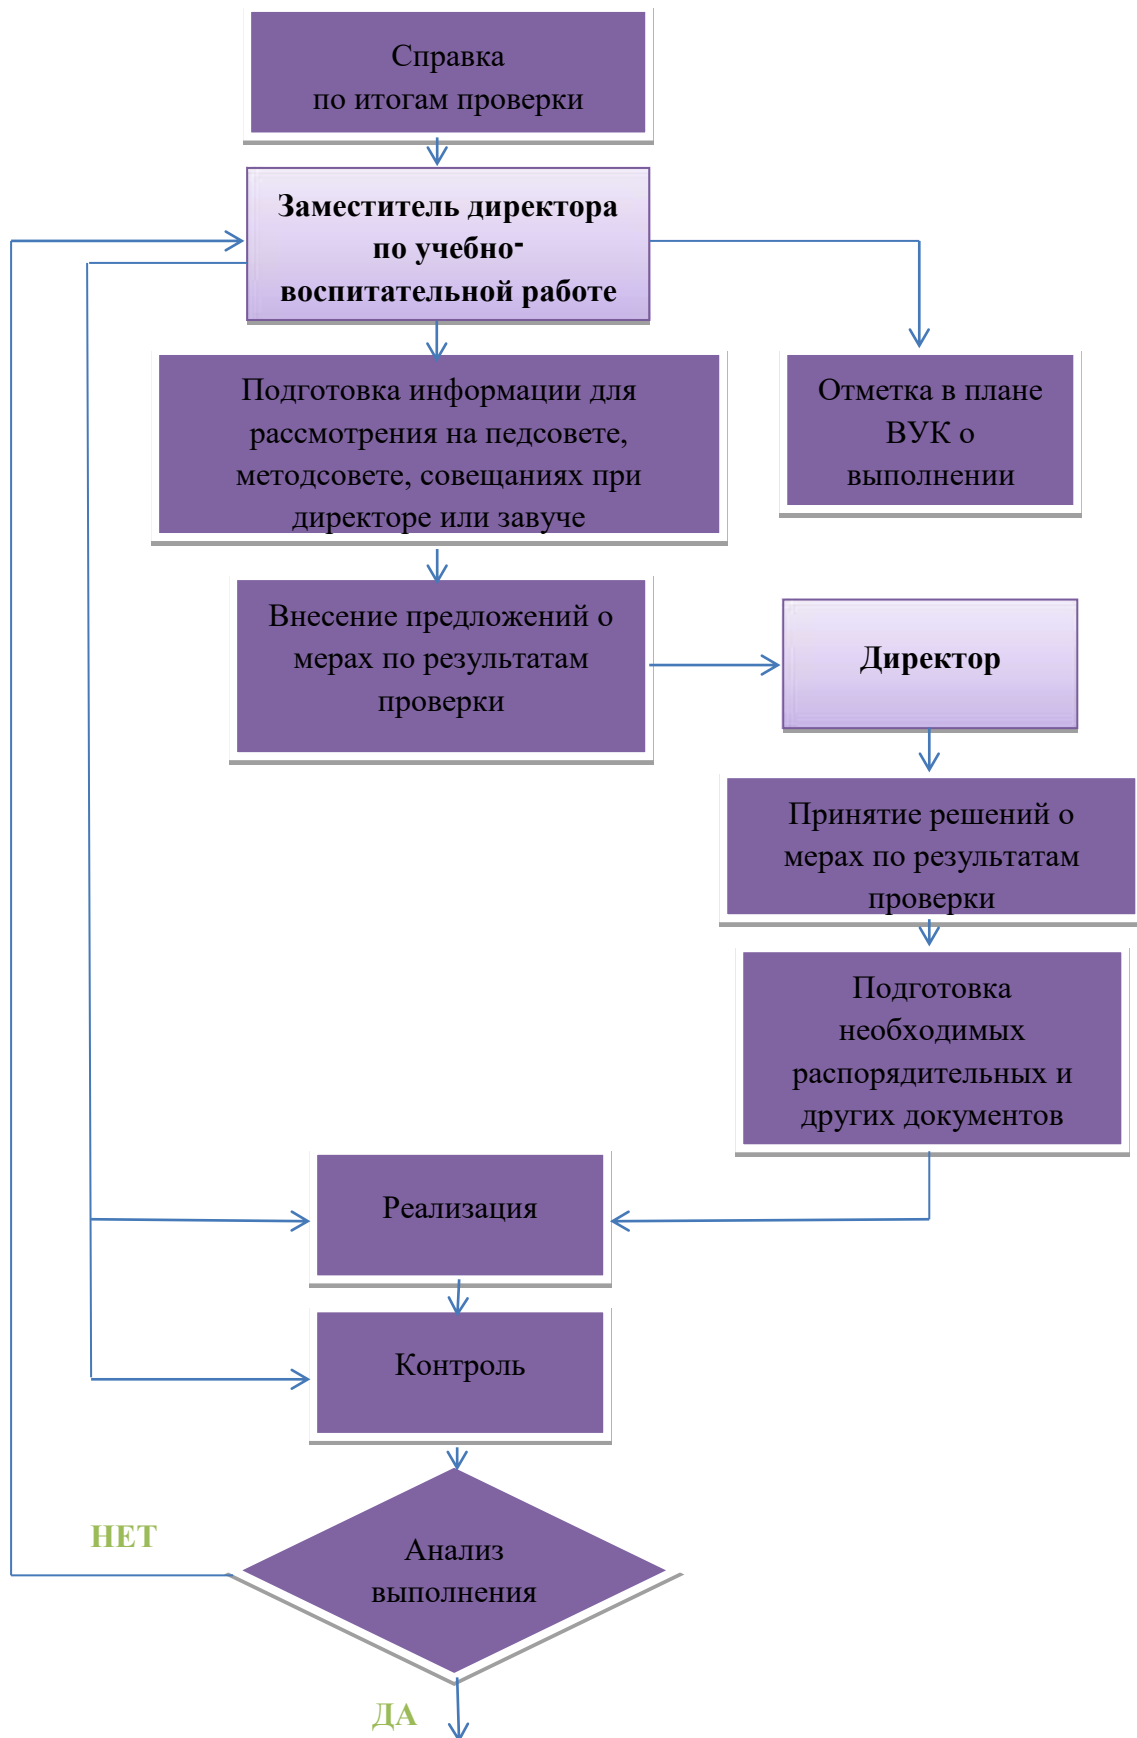 Справка
по итогам проверки
Заместитель директора
по учебно-
воспитательной работе
Подготовка информации для
рассмотрения на педсовете,
методсовете, совещаниях при
директоре или завуче
Отметка в плане
ВУК о
выполнении
Внесение предложений о
мерах по результатам
проверки
Директор
Принятие решений о
мерах по результатам
проверки
Подготовка
необходимых
распорядительных и
других документов
Реализация
Контроль
НЕТ
Анализ
выполнения
ДА